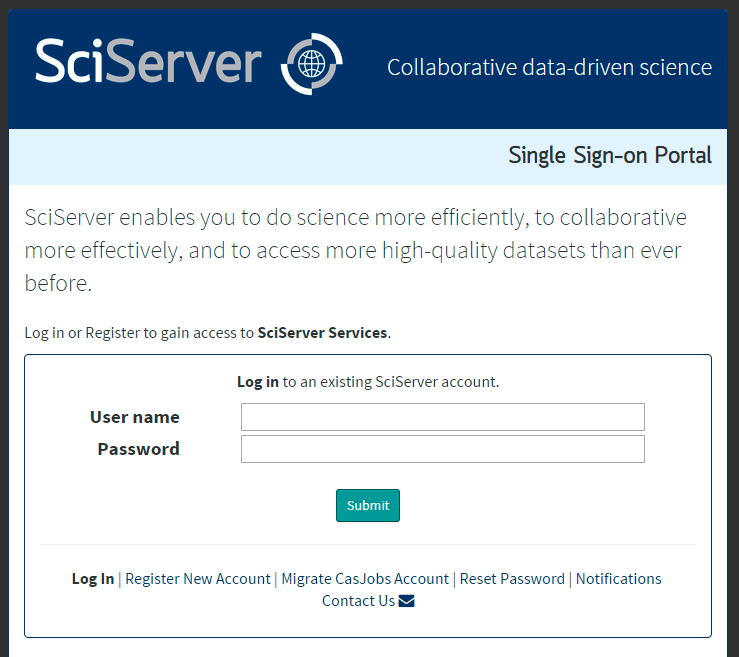 SciServer
Collaborative data-driven science
Single Sign-on Portal
SciServer enables you to do science more efficiently, to collaborative
more effectively, and to access more high-quality datasets than ever
before.
Log in or Register to gain access to SciServer Services.
Log in to an existing SciServer account.
User name
Password
Submit
Log In | Register New Account | Migrate CasJobs Account | Reset Password | Notifications
Contact Us